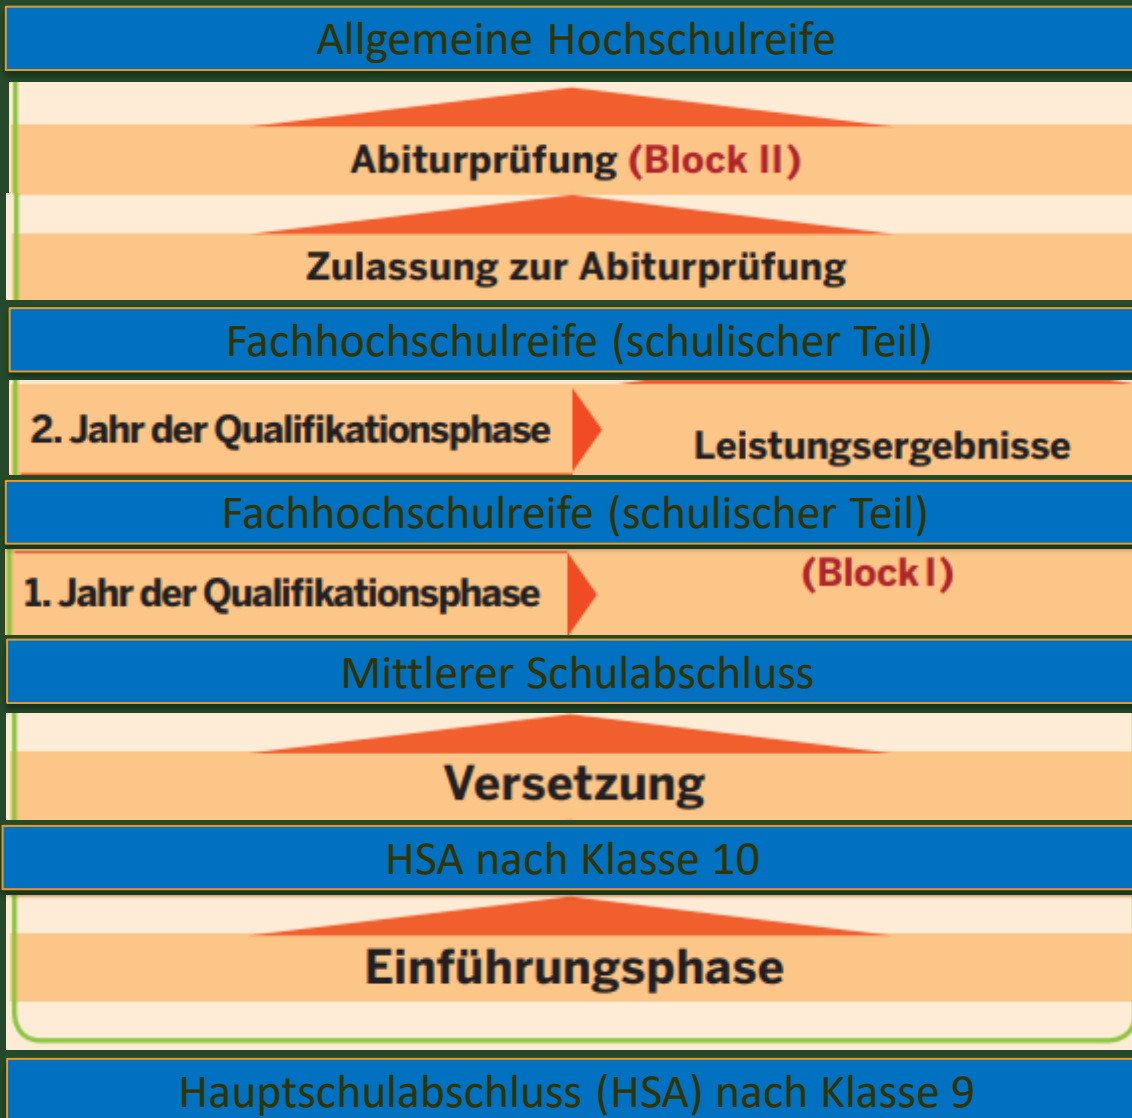 Allgemeine Hochschulreife
Abiturprüfung (Block II)
Zulassung zur Abiturprüfung
Fachhochschulreife (schulischer Teil)
2. Jahr der Qualifikationsphase
Leistungsergebnisse
Fachhochschulreife (schulischer Teil)
1. Jahr der Qualifikationsphase
(Block I)
Mittlerer Schulabschluss
Versetzung
HSA nach Klasse 10
Einführungsphase
Hauptschulabschluss (HSA) nach Klasse 9